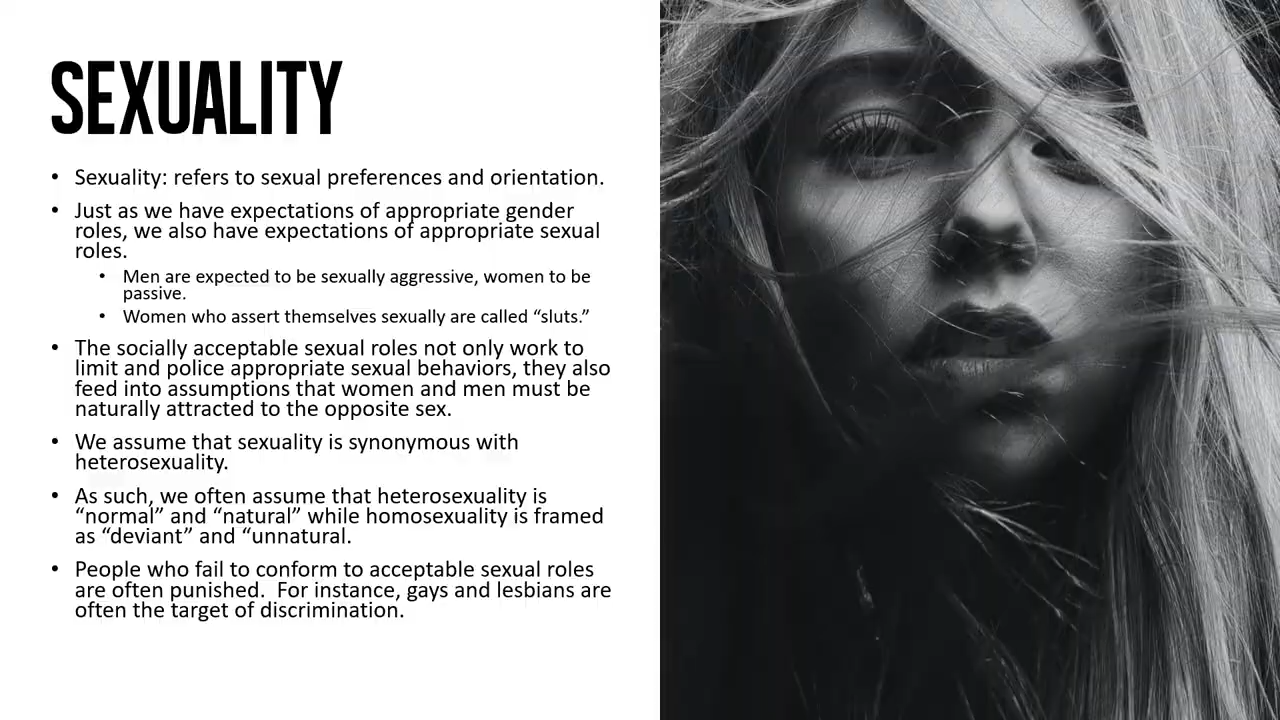 SEXUALITY
• Sexuality: refers to sexual preferences and orientation.
• Just as we have expectations of appropriate gender
roles, we also have expectations of appropriate sexual
roles.
• Men are expected to be sexually aggressive, women to be
passive.
• Women who assert themselves sexually are called “sluts.”
• The socially acceptable sexual roles not only work to
limit and police appropriate sexual behaviors, they also
feed into assumptions that women and men must be
naturally attracted to the opposite sex.
• We assume that sexuality is synonymous with
heterosexuality.
• As such, we often assume that heterosexuality is
“normal” and “natural” while homosexuality is framed
as “deviant” and “unnatural.
• People who fail to conform to acceptable sexual roles
are often punished.  For instance, gays and lesbians are
often the target of discrimination.